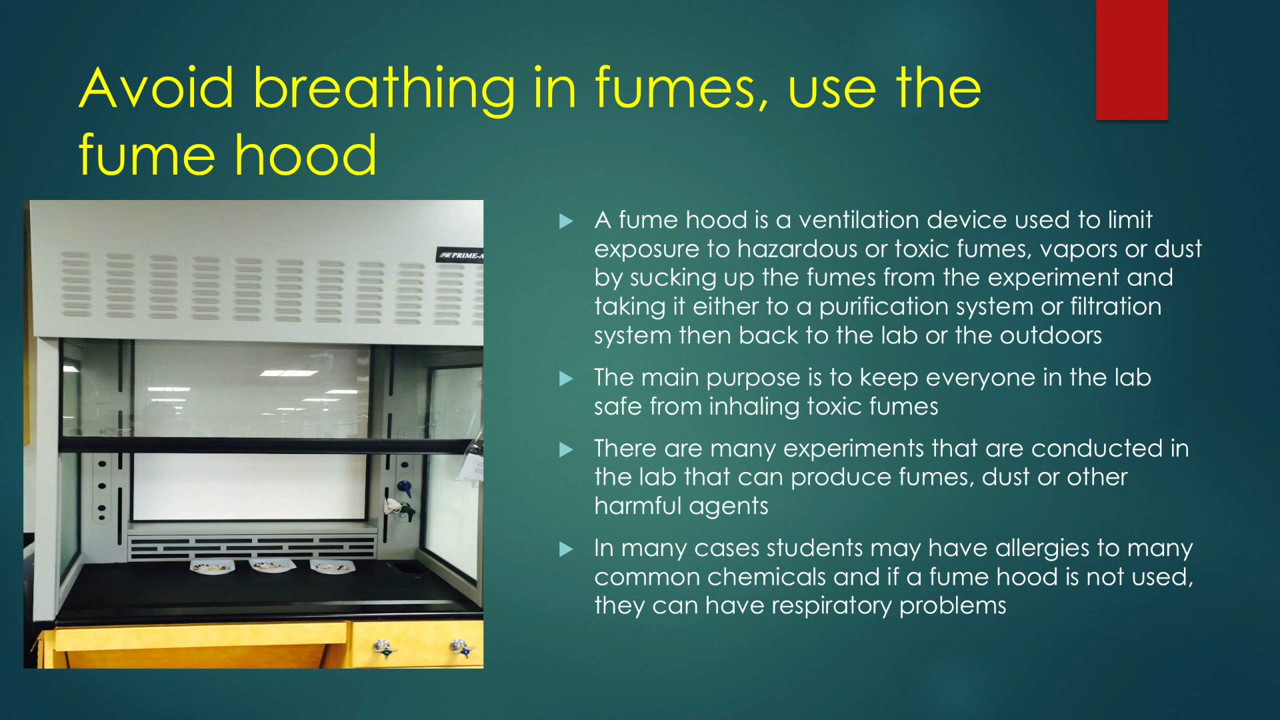 Avoid breathing in fumes, use the
fume hood
PRIME-A
A fume hood is a ventilation device used to limit
exposure to hazardous or toxic fumes, vapors or dust
by sucking up the fumes from the experiment and
taking it either to a purification system or filtration
system then back to the lab or the outdoors
The main purpose is to keep everyone in the lab
safe from inhaling toxic fumes
There are many experiments that are conducted in
the lab that can produce fumes, dust or other
harmful agents
In many cases students may have allergies to many
common chemicals and if a fume hood is not used,
they can have respiratory problems